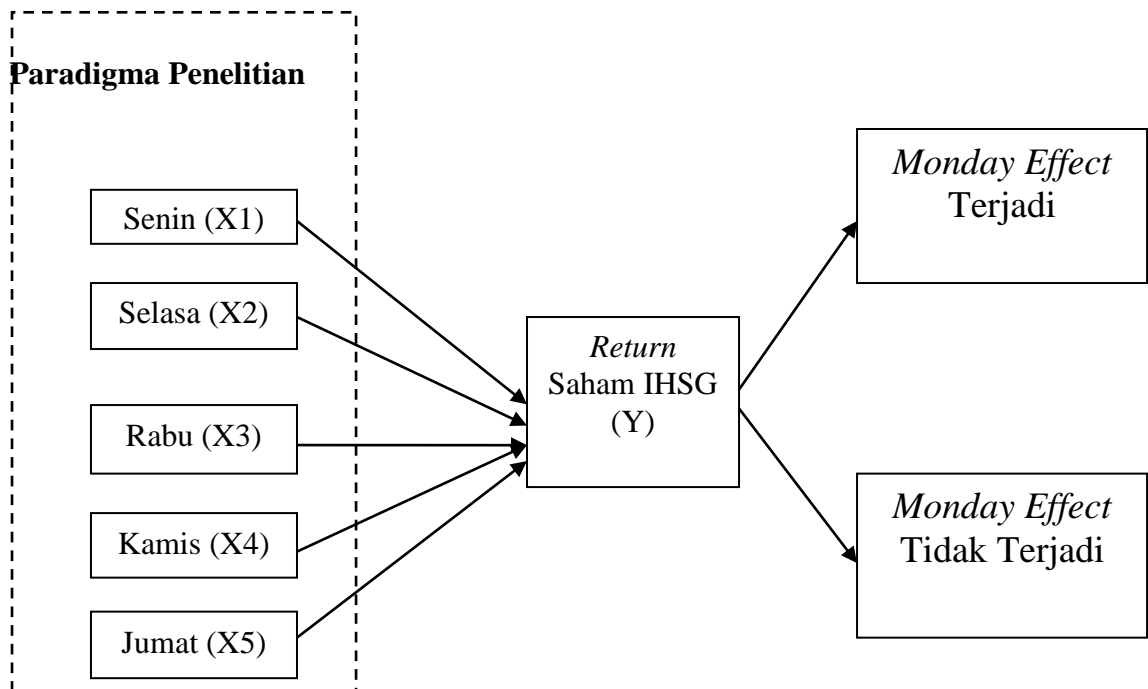 Paradigma Penelitian
Senin (X1)
Selasa (X2)
Rabu (X3)
Kamis (X4)
Jumat (X5)
Return
Saham IHSG
(Y)
Monday Effect
Terjadi
Monday Effect
Tidak Terjadi